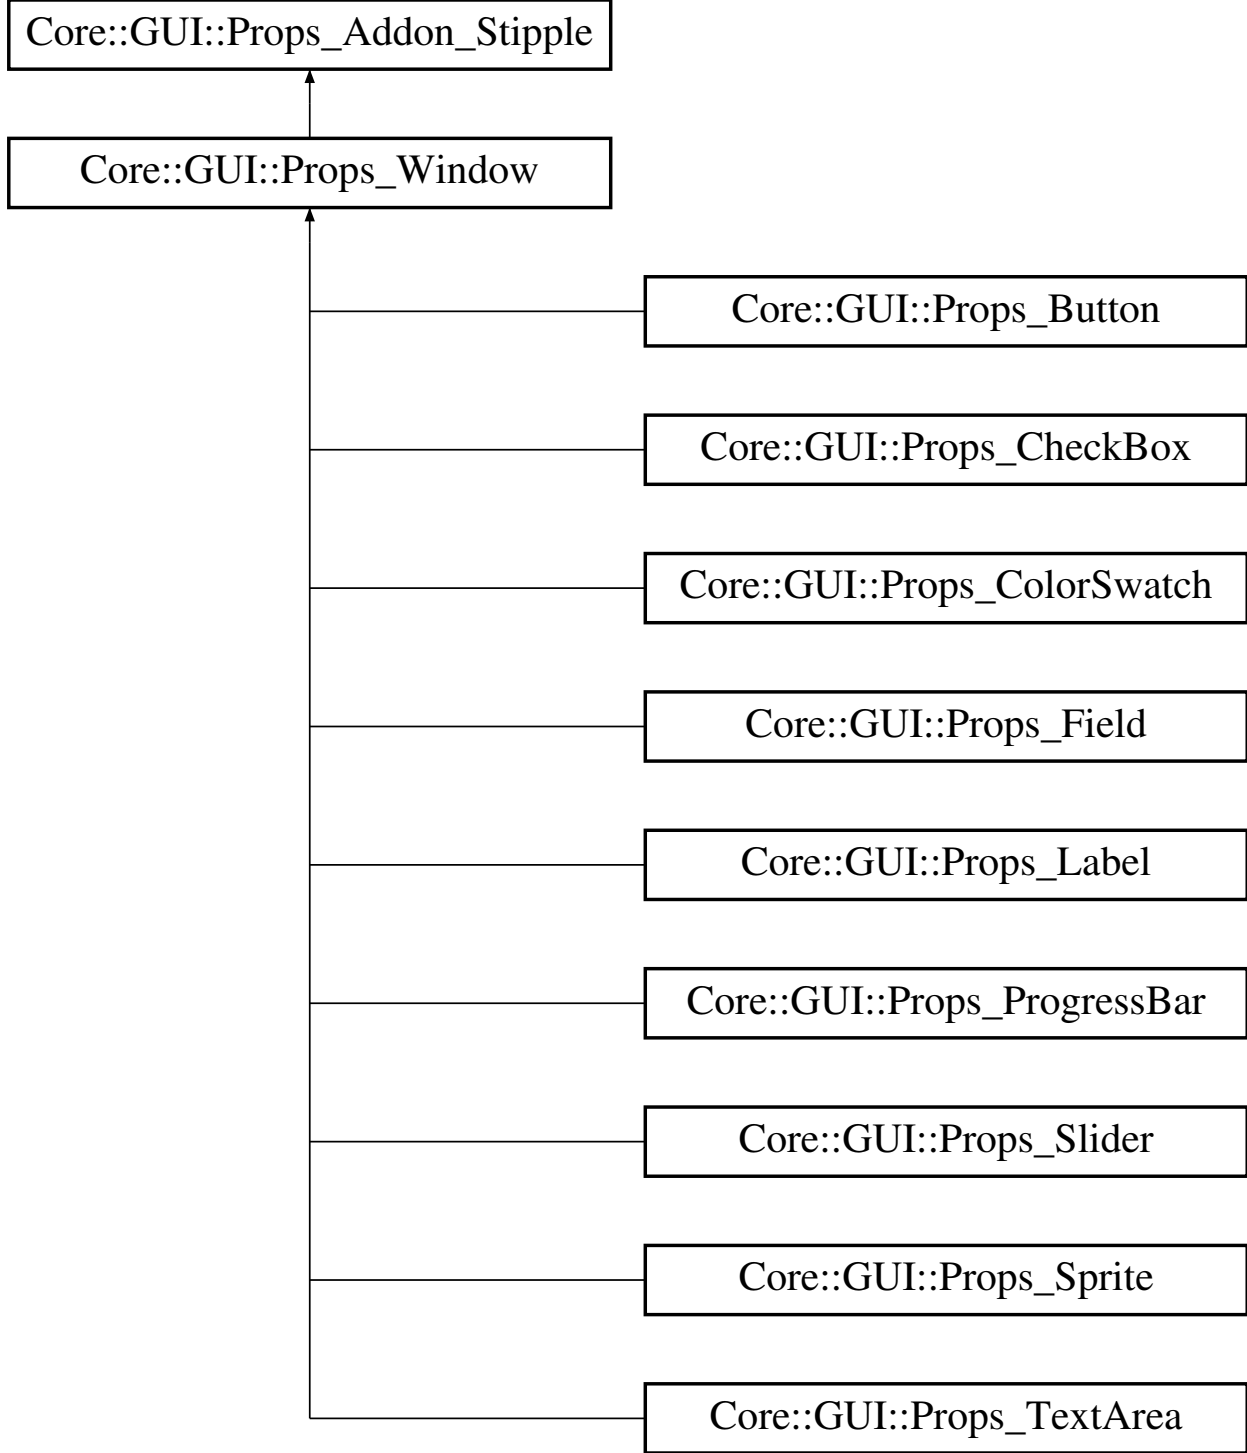 Core::GUI::Props_Addon_Stipple
Core::GUI::Props_Window
Core::GUI::Props_Button
Core::GUI::Props_CheckBox
Core::GUI::Props_ColorSwatch
Core::GUI::Props_Field
Core::GUI::Props_Label
Core::GUI::Props_ProgressBar
Core::GUI::Props_Slider
Core::GUI::Props_Sprite
Core::GUI::Props_TextArea